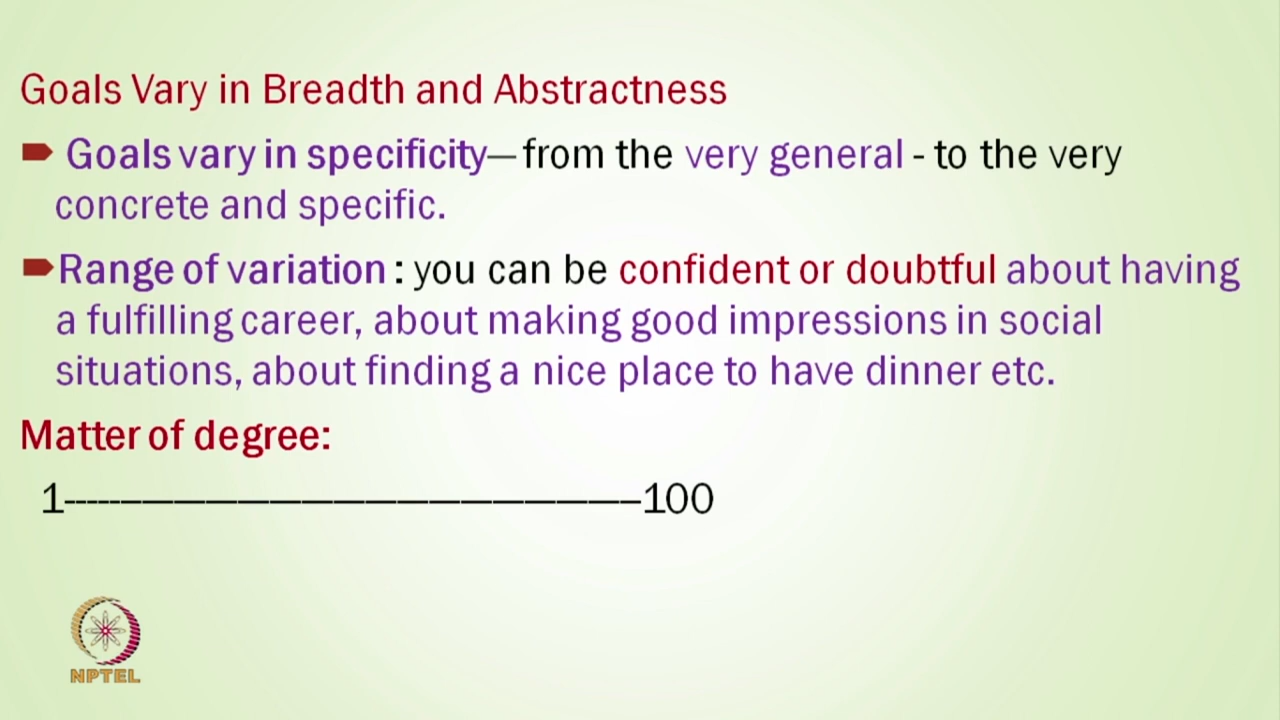 Goals Vary in Breadth and Abstractness
Goals vary in specificity—from the very general - to the very
concrete and specific.
Range of variation : you can be confident or doubtful about having
a fulfilling career, about making good impressions in social
situations, about finding a nice place to have dinner etc.
Matter of degree:
1-----———————————————————100
NPTEL